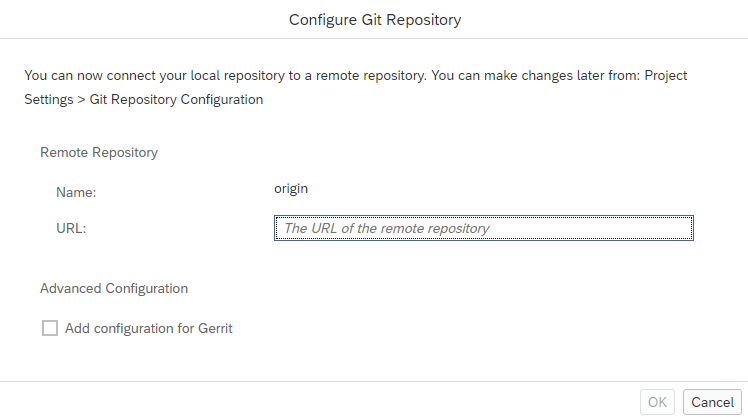 Configure Git Repository
You can now connect your local repository to a remote repository. You can make changes later from: Project
Settings > Git Repository Configuration
Remote Repository
Name: origin
URL: The URL of the remote repository
Advanced Configuration
Add configuration for Gerrit
OK Cancel